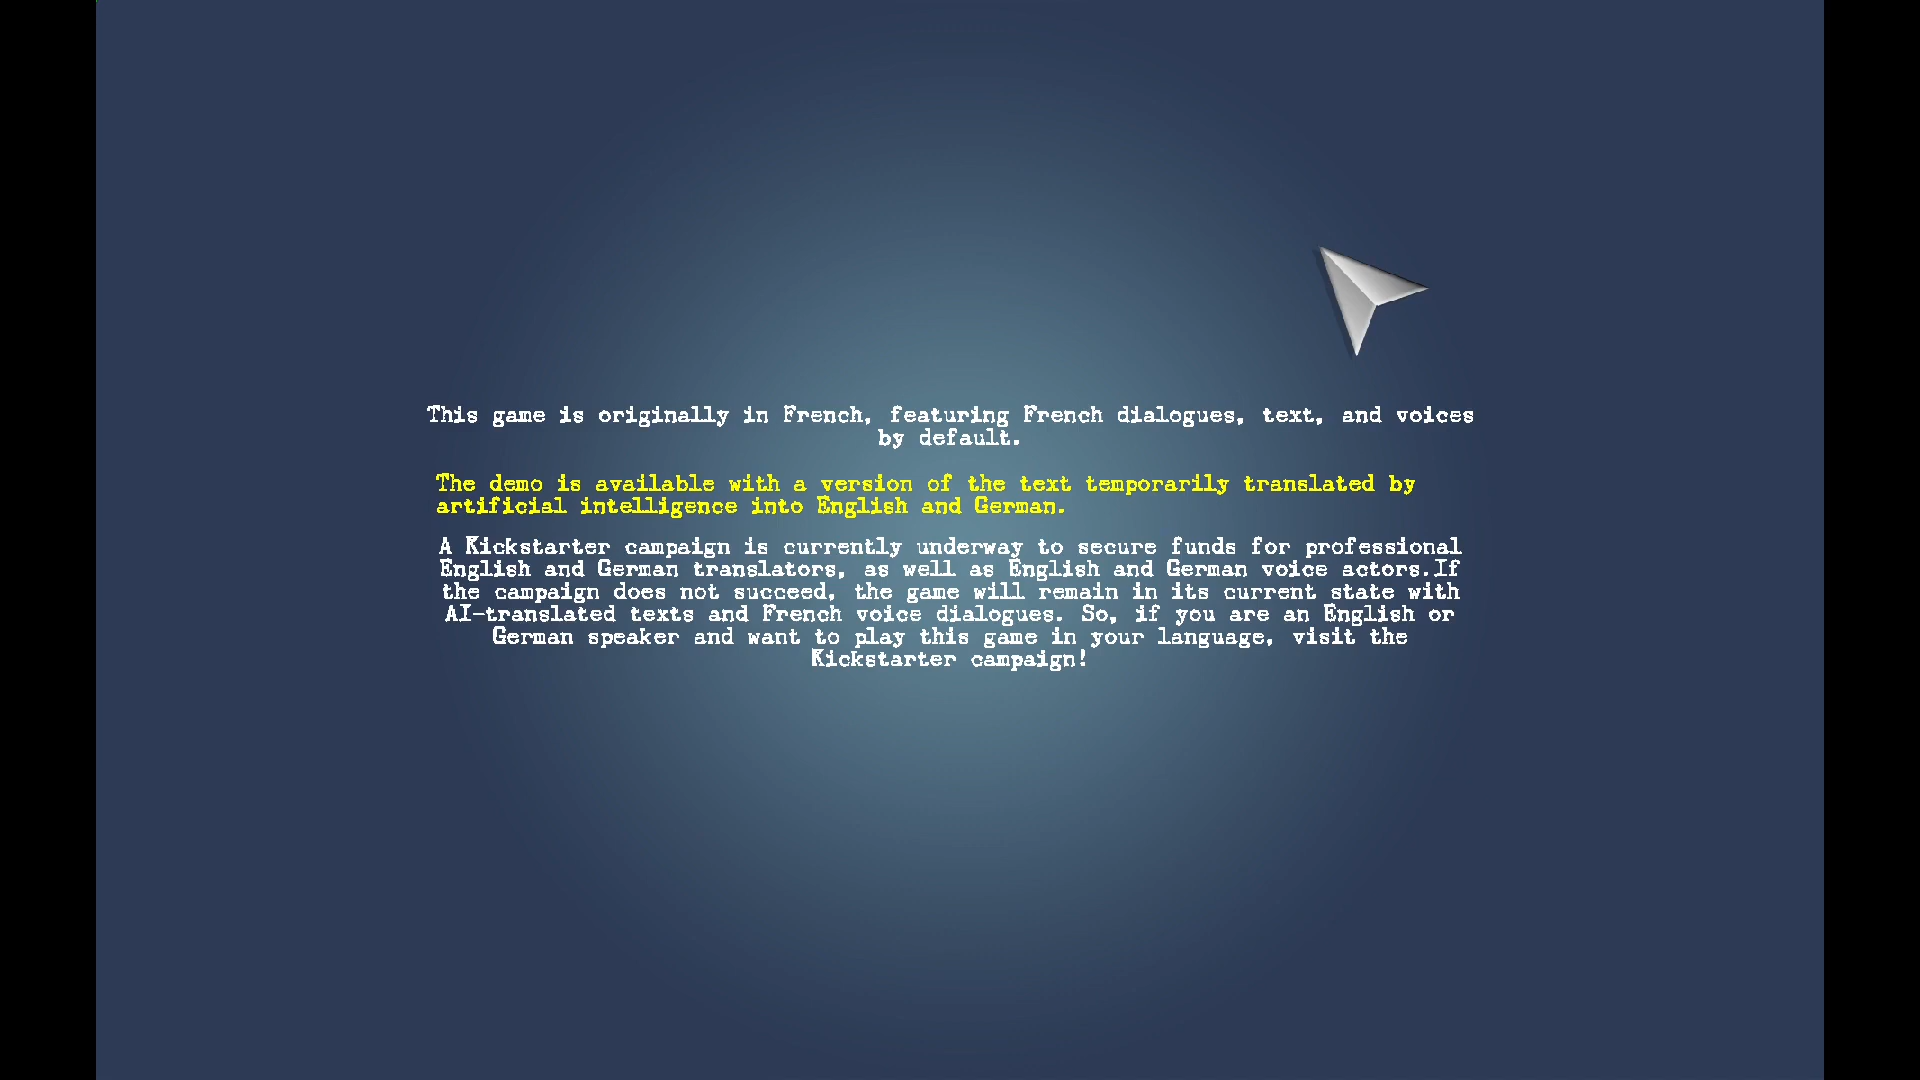 This game is originally in French, featuring French dialogues, text, and voices
by default.
The demo is available with a version of the text temporarily translated by
artificial intelligence into English and German.
A Kickstarter campaign is currently underway to secure funds for professional
English and German translators, as well as English and German voice actors.If
the campaign does not succeed, the game will remain in its current state with
AI-translated texts and French voice dialogues. So, if you are an English or
German speaker and want to play this game in your language, visit the
Kickstarter campaign!